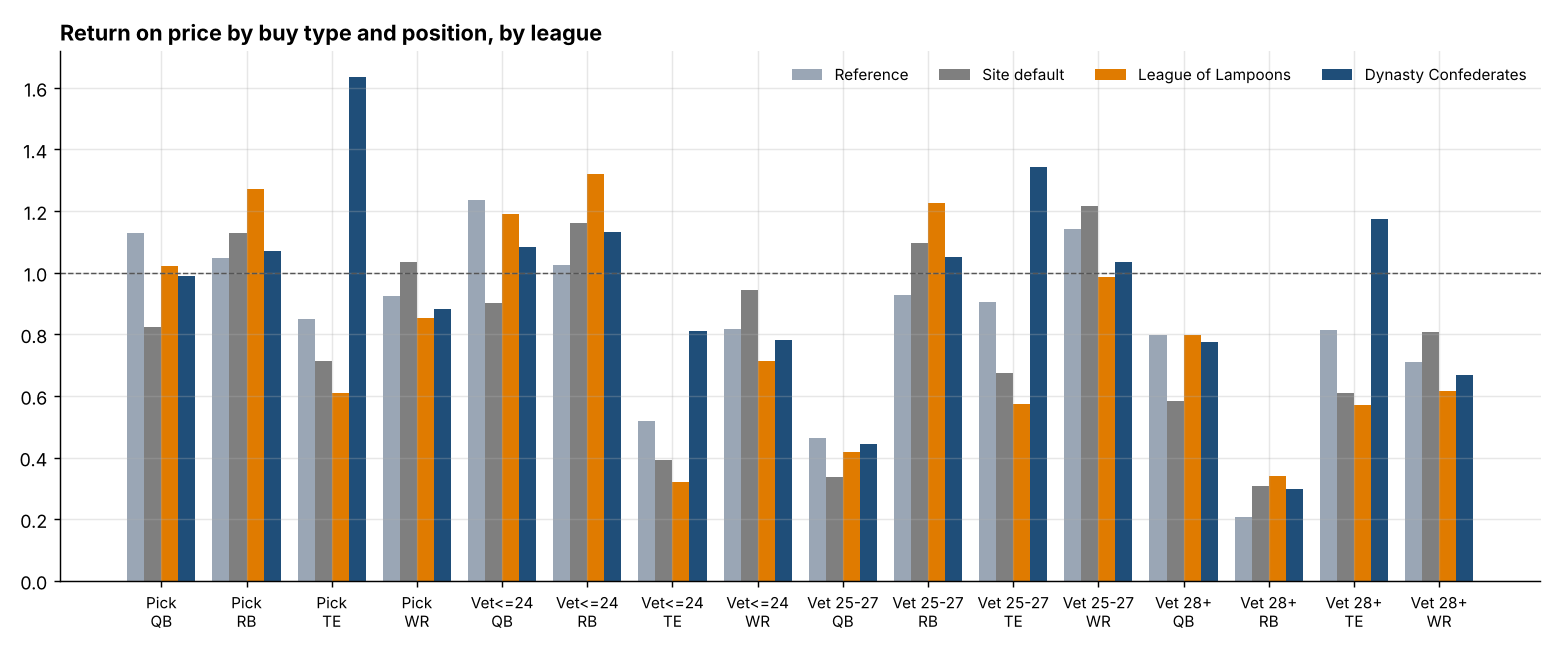 Return on price by buy type and position, by league
Reference Site default League of Lampoons Dynasty Confederates
1.6
1.4
1.2
1.0
0.8
0.6
0.4
0.2
0.0
Pick Pick Pick Pick Vet<=24 Vet<=24 Vet<=24 Vet<=24 Vet 25-27 Vet 25-27 Vet 25-27 Vet 25-27 Vet 28+ Vet 28+ Vet 28+ Vet 28+
QB RB TE WR QB RB TE WR QB RB TE WR QB RB TE WR